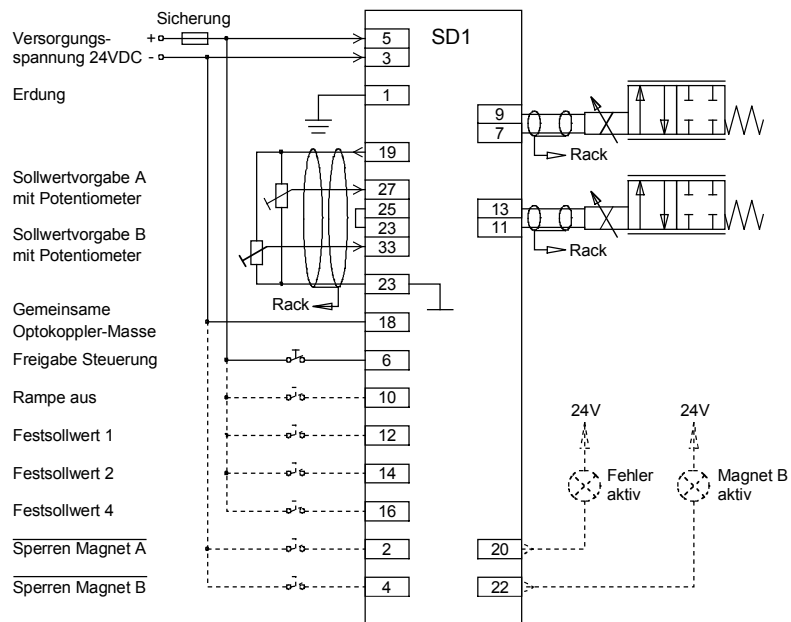 Sicherung
Versorgungs-
spannung 24VDC
+
-
5
3
SD1
Erdung
1
9
7
Rack
19
Sollwertvorgabe A
mit Potentiometer
27
25
23
13
11
Rack
Sollwertvorgabe B
mit Potentiometer
33
23
Rack
Gemeinsame
Optokoppler-Masse
18
Freigabe Steuerung
6
Rampe aus
10
24V
24V
Festsollwert 1
12
Festsollwert 2
14
Fehler
aktiv
Magnet B
aktiv
Festsollwert 4
16
Sperren Magnet A
2
20
Sperren Magnet B
4
22